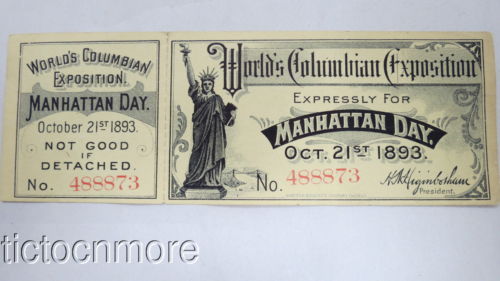 World's Columbian
Exposition.
Manhattan Day.
October 21ST 1893.
NOT GOOD
IF
DETACHED.
No. 488873
World's Columbian Exposition
EXPRESSLY FOR
MANHATTAN DAY.
OCT. 21ST 1893.
No. 488873
H.N. Higinbotham
President.
tictocnmore